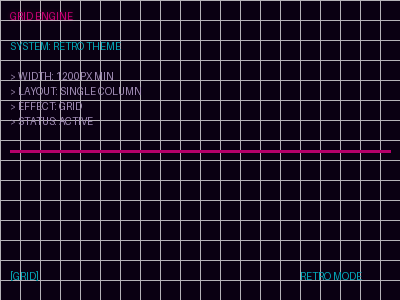 GRID ENGINE
SYSTEM: RETRO THEME
> WIDTH: 1200PX MIN
> LAYOUT: SINGLE COLUMN
> EFFECT: GRID
> STATUS: ACTIVE
[GRID]
RETRO MODE